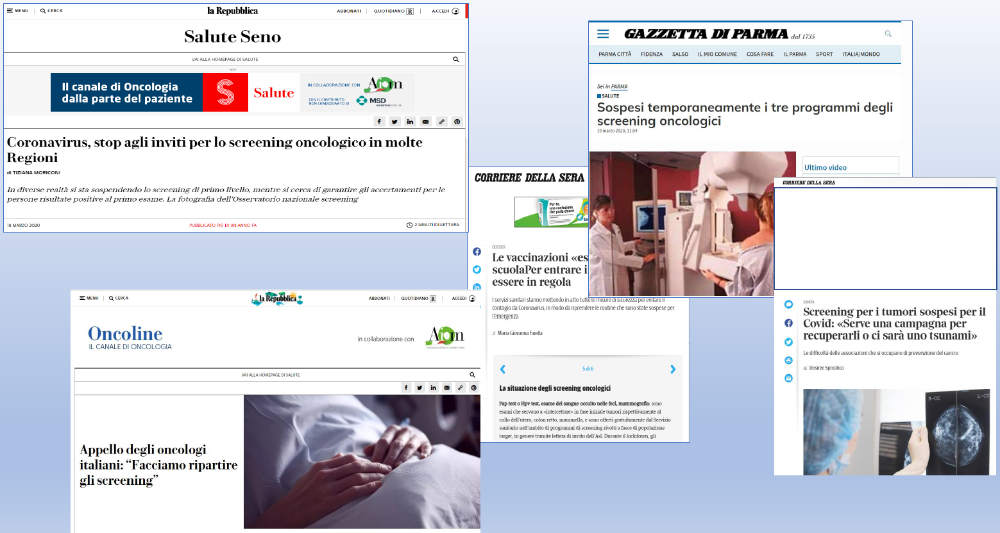 MENU
CERCA
la Repubblica
ABBONATI
QUOTIDIANO R
ACCEDI
Salute Seno
VAI ALLA HOMEPAGE DI SALUTE
adv
Il canale di Oncologia
dalla parte del paziente
S
Salute
IN COLLABORAZIONE CON
Aiom
CON IL CONTRIBUTO
NON CONDIZIONATO DI
MSD
Coronavirus, stop agli inviti per lo screening oncologico in molte
Regioni
di TIZIANA MORICONI
In diverse realtà si sta sospendendo lo screening di primo livello, mentre si cerca di garantire gli accertamenti per le
persone risultate positive al primo esame. La fotografia dell'Osservatorio nazionale screening
18 MARZO 2020
PUBBLICATO PIÙ DI UN ANNO FA
2 MINUTI DI LETTURA
GAZZETTA DI PARMA dal 1735
PARMA CITTÀ FIDENZA SALSO IL MIO COMUNE COSA FARE IL PARMA SPORT ITALIA/MONDO
Sei in PARMA
SALUTE
Sospesi temporaneamente i tre programmi degli
screening oncologici
10 marzo 2020, 11:54
Ultimo video
CORRIERE DELLA SERA
Per te,
una confezione
che parla chiaro!
DOSSIER
Le vaccinazioni «es
scuolaPer entrare i
essere in regola
I servizi sanitari stanno mettendo in atto tutte le misure di sicurezza per evitare il
contagio da Coronavirus, in modo da riprendere le routine che sono state sospese per
l'emergenza
di Maria Giovanna Faiella
5 di 6
La situazione degli screening oncologici
Pap test o Hpv test, esame del sangue occulto nelle feci, mammografia: sono
esami che servono a «intercettare» in fase iniziale tumori rispettivamente al
collo dell'utero, colon retto, mammella, e sono offerti gratuitamente dal Servizio
sanitario nell'ambito di programmi di screening rivolti a fasce di popolazione
target, in genere tramite lettera di invito dell'Asl. Durante il lockdown, gli
CORRIERE DELLA SERA
SANITÀ
Screening per i tumori sospesi per il
Covid: «Serve una campagna per
recuperarli o ci sarà uno tsunami»
Le difficoltà delle associazioni che si occupano di prevenzione del cancro
di Desirée Spreafico
R-CC
L-CC
MENU
CERCA
la Repubblica
ABBONATI
QUOTIDIANO R
ACCEDI
Oncoline
IL CANALE DI ONCOLOGIA
in collaborazione con
Aiom
VAI ALLA HOMEPAGE DI SALUTE
Appello degli oncologi
italiani: “Facciamo ripartire
gli screening”